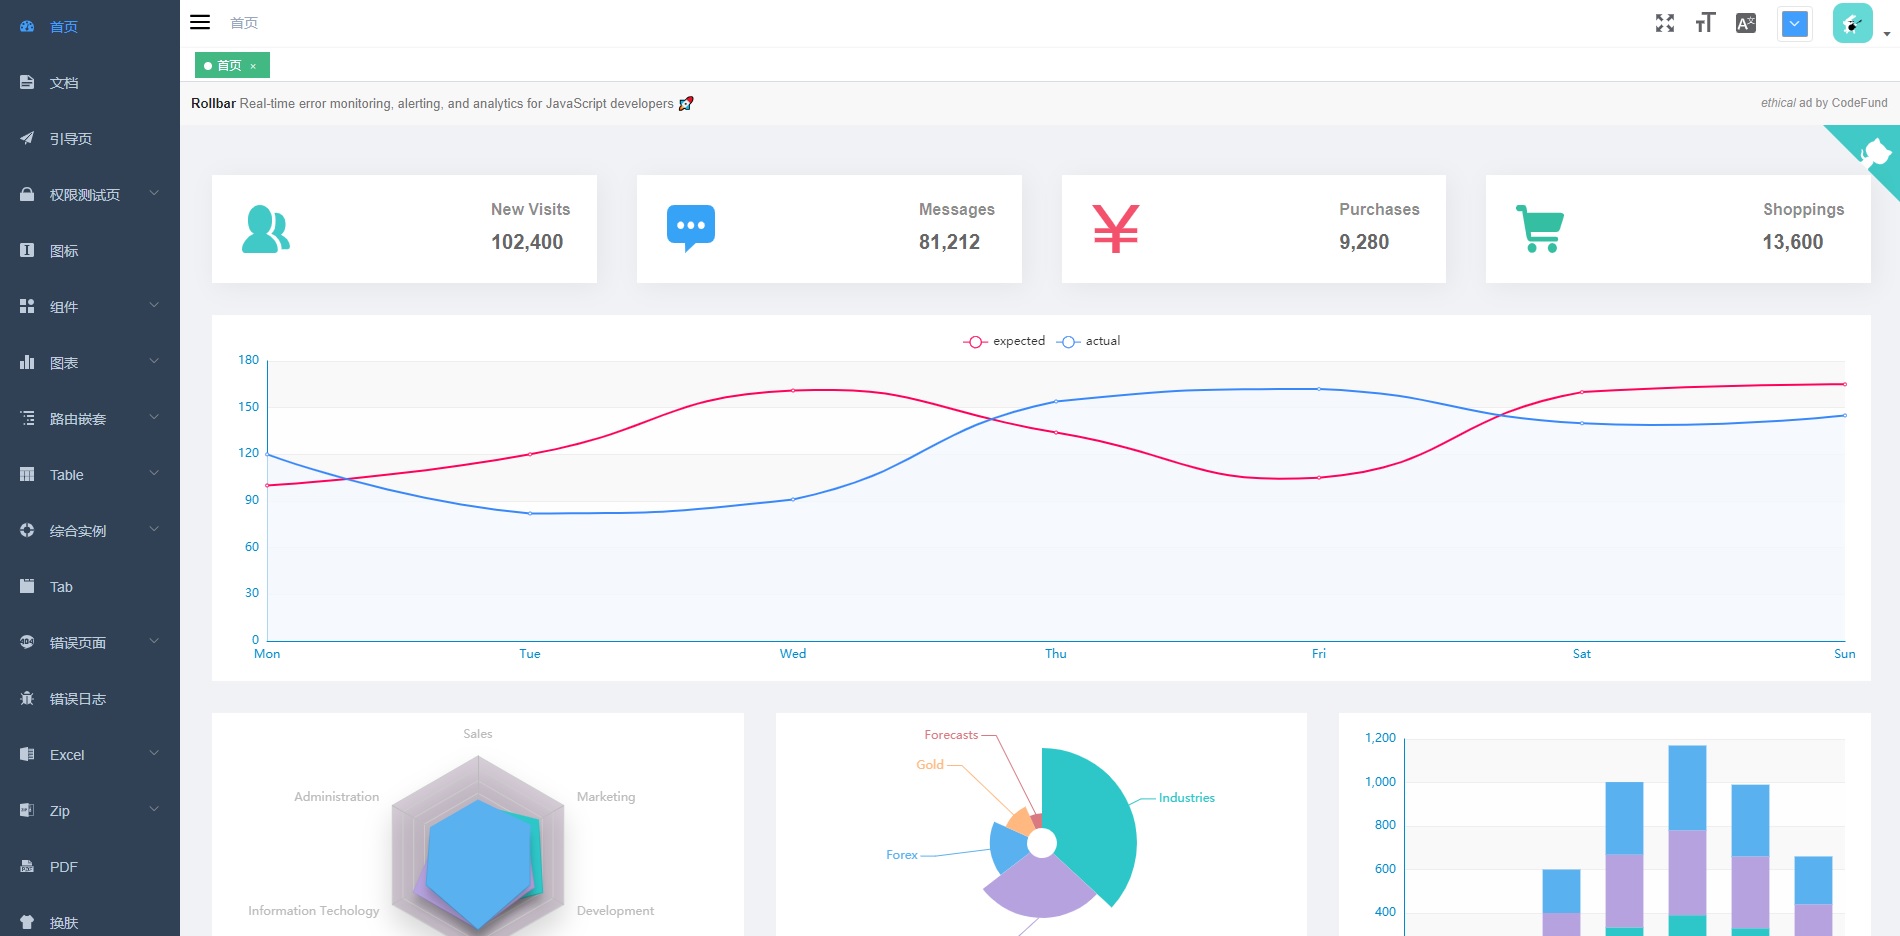 首页
文档
引导页
权限测试页
图标
组件
图表
路由嵌套
Table
综合实例
Tab
错误页面
错误日志
Excel
Zip
PDF
换肤
首页
首页 ×
Rollbar Real-time error monitoring, alerting, and analytics for JavaScript developers 🚀
ethical ad by CodeFund
New Visits
102,400
Messages
81,212
Purchases
9,280
Shoppings
13,600
expected actual
180
150
120
90
60
30
0
Mon Tue Wed Thu Fri Sat Sun
Sales
Administration
Marketing
Information Techology
Development
Forecasts
Gold
Industries
Forex
1,200
1,000
800
600
400